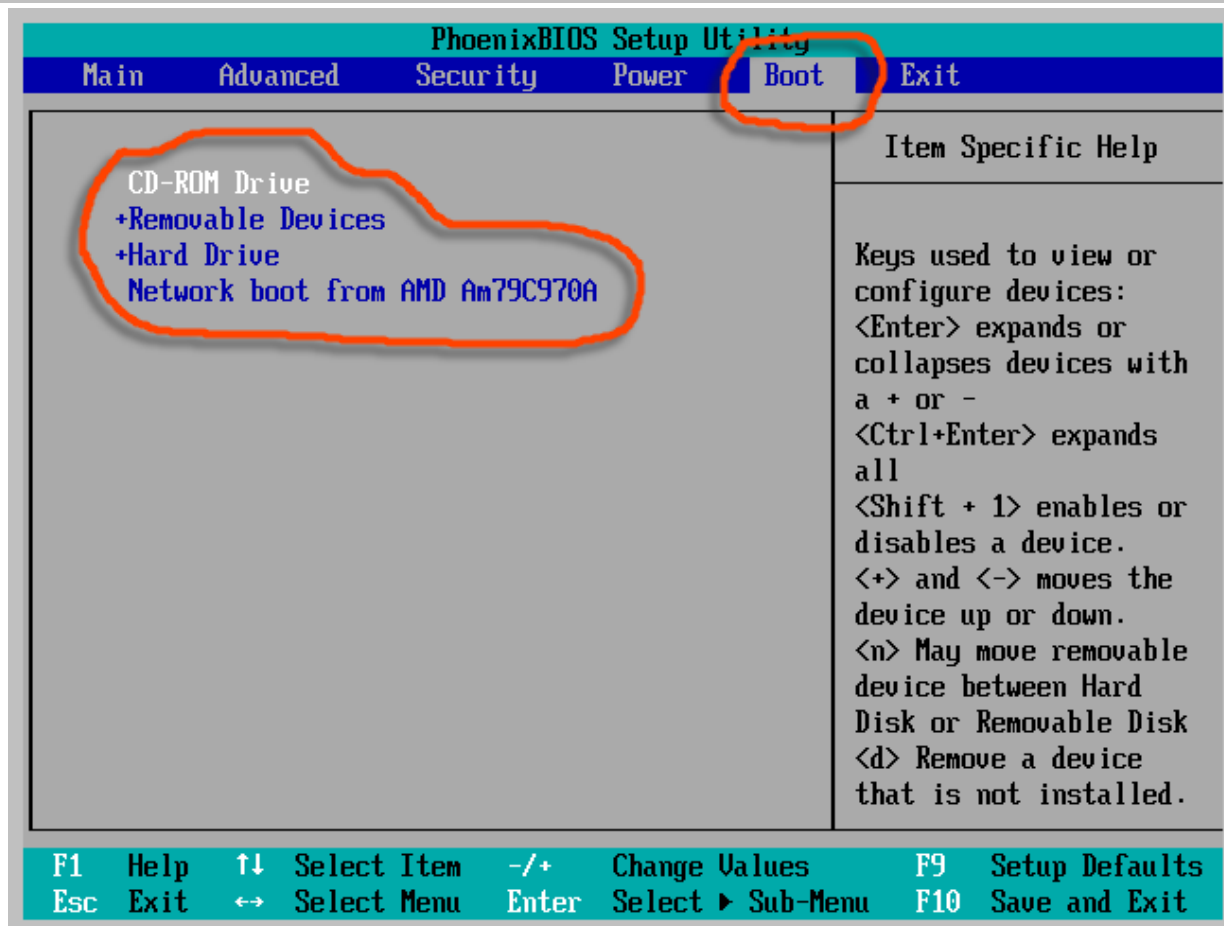 PhoenixBIOS Setup Utility
Main Advanced Security Power Boot Exit
CD-ROM Drive
+Removable Devices
+Hard Drive
Network boot from AMD Am79C970A
Item Specific Help
Keys used to view or
configure devices:
<Enter> expands or
collapses devices with
a + or -
<Ctrl+Enter> expands
all
<Shift + 1> enables or
disables a device.
<+> and <-> moves the
device up or down.
<n> May move removable
device between Hard
Disk or Removable Disk
<d> Remove a device
that is not installed.
F1 Help ↑↓ Select Item -/+ Change Values F9 Setup Defaults
Esc Exit ↔ Select Menu Enter Select ▶ Sub-Menu F10 Save and Exit